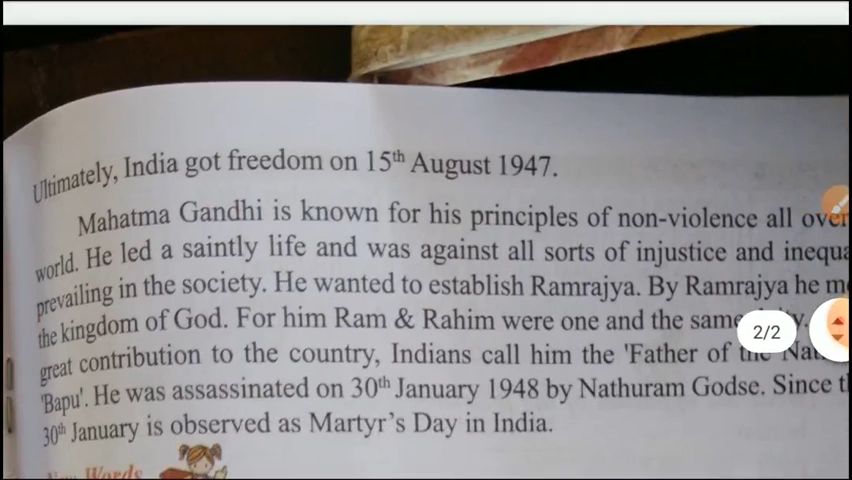 Ultimately, India got freedom on 15th August 1947.
Mahatma Gandhi is known for his principles of non-violence all over
world. He led a saintly life and was against all sorts of injustice and
prevailing in the society. He wanted to establish Ramrajya. By Ramrajya he
the kingdom of God. For him Ram & Rahim were one and the same
2/2
great contribution to the country, Indians call him the 'Father of the
'Bapu'. He was assassinated on 30th January 1948 by Nathuram Godse. Since
30th January is observed as Martyr's Day in India.
Words